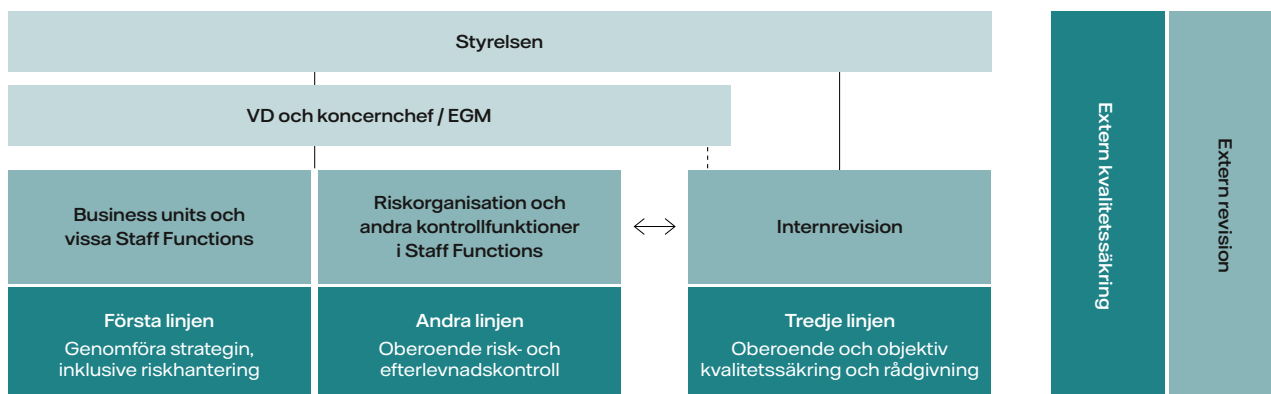 Styrelsen
VD och koncernchef / EGM
Business units och
vissa Staff Functions
Riskorganisation och
andra kontrollfunktioner
i Staff Functions
Internrevision
Första linjen
Genomföra strategin,
inklusive riskhantering
Andra linjen
Oberoende risk- och
efterlevnadskontroll
Tredje linjen
Oberoende och objektiv
kvalitetssäkring och rådgivning
Extern kvalitetssäkring
Extern revision